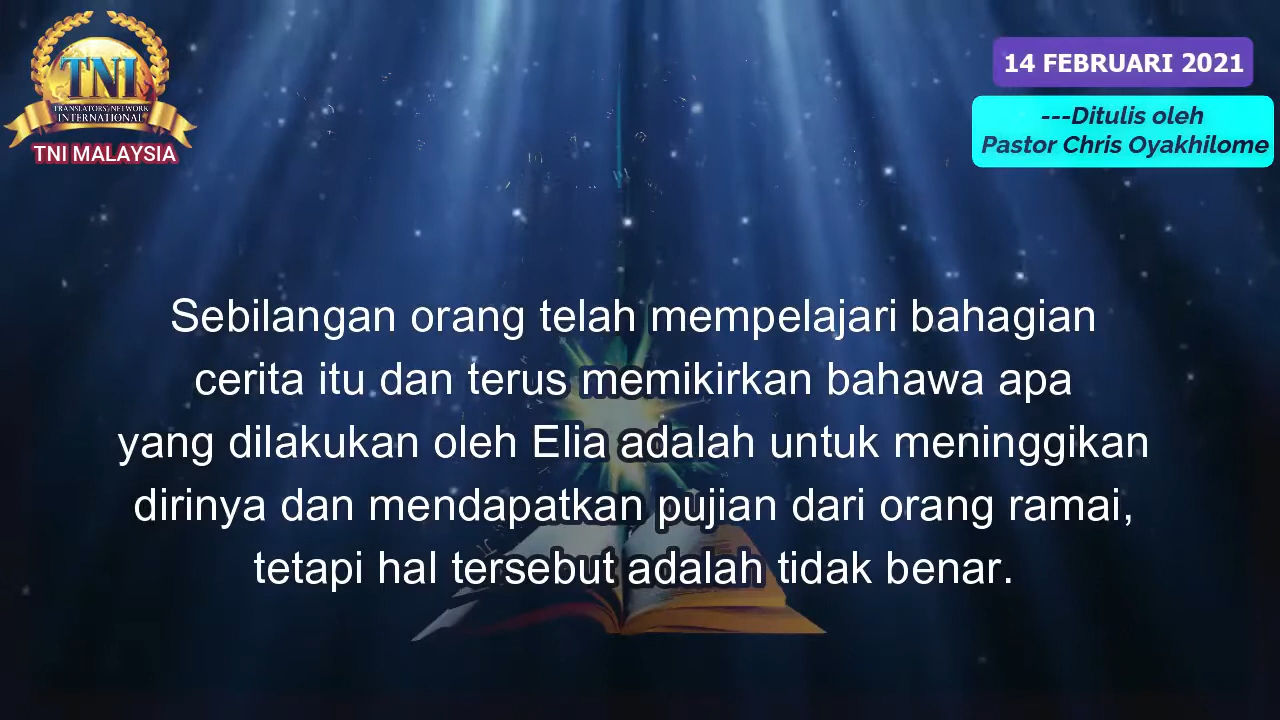 TNI
TRANSLATORS' NETWORK
INTERNATIONAL
TNI MALAYSIA
14 FEBRUARI 2021
---Ditulis oleh
Pastor Chris Oyakhilome
Sebilangan orang telah mempelajari bahagian
cerita itu dan terus memikirkan bahawa apa
yang dilakukan oleh Elia adalah untuk meninggikan
dirinya dan mendapatkan pujian dari orang ramai,
tetapi hal tersebut adalah tidak benar.